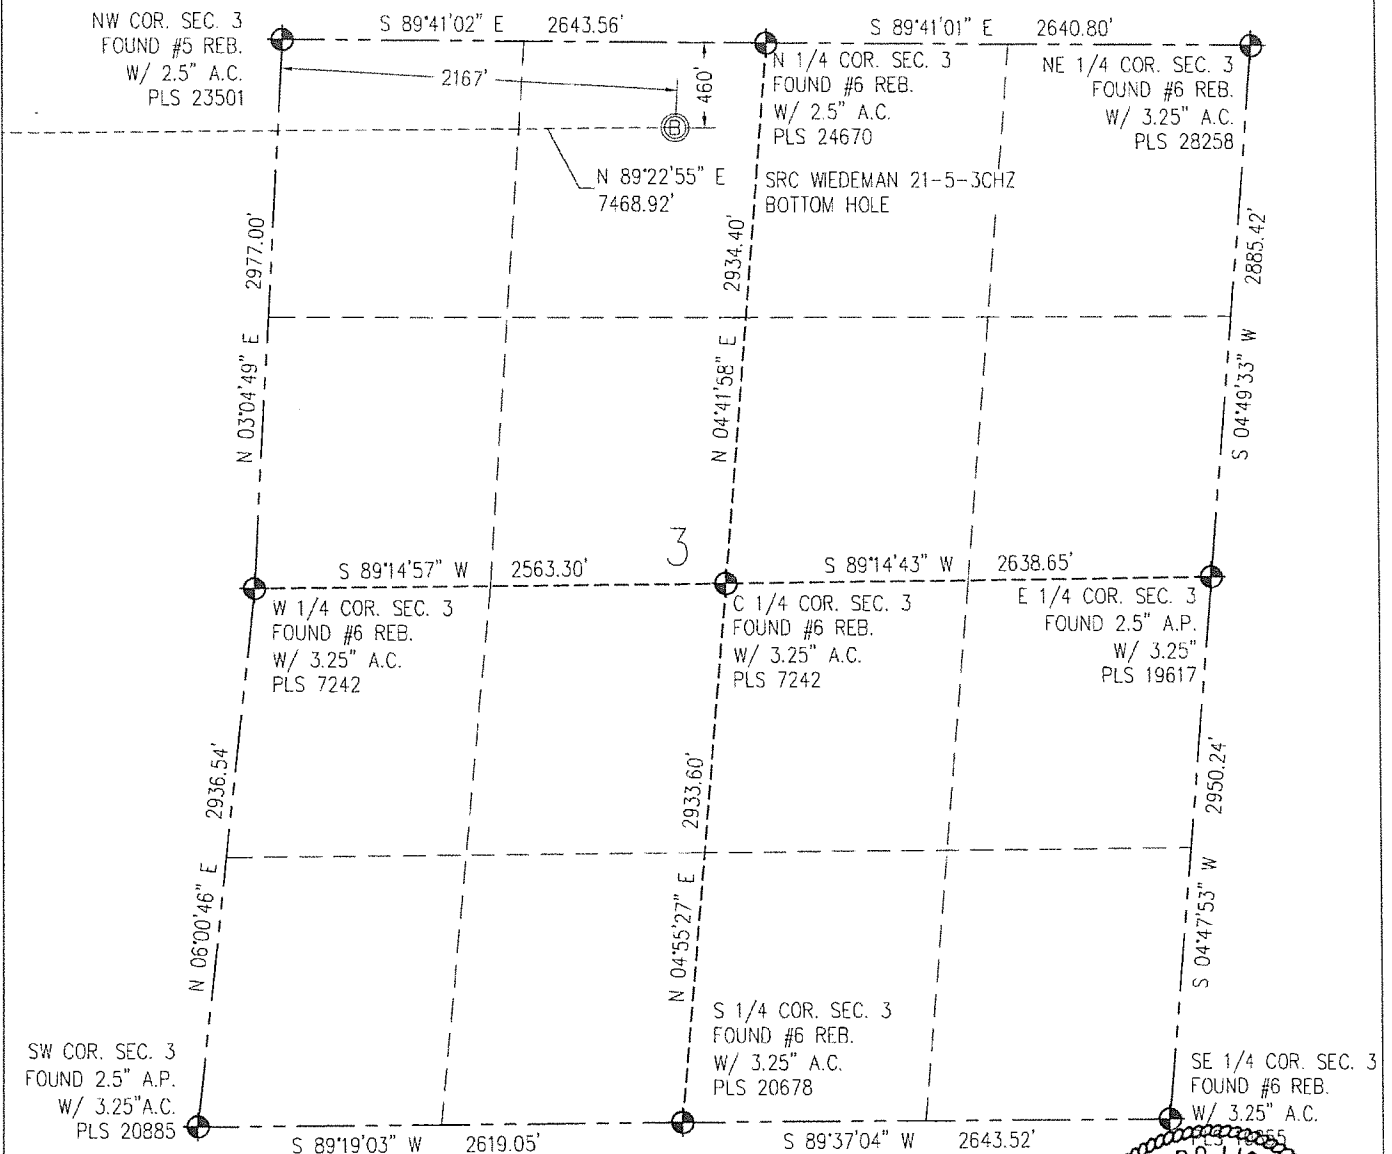 NW COR. SEC. 3
FOUND #5 REB.
W/ 2.5" A.C.
PLS 23501
S 89°41'02" E 2643.56'
S 89°41'01" E 2640.80'
2167'
460'
B
N 1/4 COR. SEC. 3
FOUND #6 REB.
W/ 2.5" A.C.
PLS 24670
NE 1/4 COR. SEC. 3
FOUND #6 REB.
W/ 3.25" A.C.
PLS 28258
N 89°22'55" E
7468.92'
SRC WIEDEMAN 21-5-3CHZ
BOTTOM HOLE
N 03°04'49" E 2977.00'
N 04°41'58" E 2934.40'
S 04°49'33" W 2885.42'
3
S 89°14'57" W 2563.30'
S 89°14'43" W 2638.65'
W 1/4 COR. SEC. 3
FOUND #6 REB.
W/ 3.25" A.C.
PLS 7242
C 1/4 COR. SEC. 3
FOUND #6 REB.
W/ 3.25" A.C.
PLS 7242
E 1/4 COR. SEC. 3
FOUND 2.5" A.P.
W/ 3.25"
PLS 19617
N 06°00'46" E 2936.54'
N 04°55'27" E 2933.60'
S 04°47'53" W 2950.24'
SW COR. SEC. 3
FOUND 2.5" A.P.
W/ 3.25"A.C.
PLS 20885
S 1/4 COR. SEC. 3
FOUND #6 REB.
W/ 3.25" A.C.
PLS 20678
SE 1/4 COR. SEC. 3
FOUND #6 REB.
W/ 3.25" A.C.
PLS
S 89°19'03" W 2619.05'
S 89°37'04" W 2643.52'